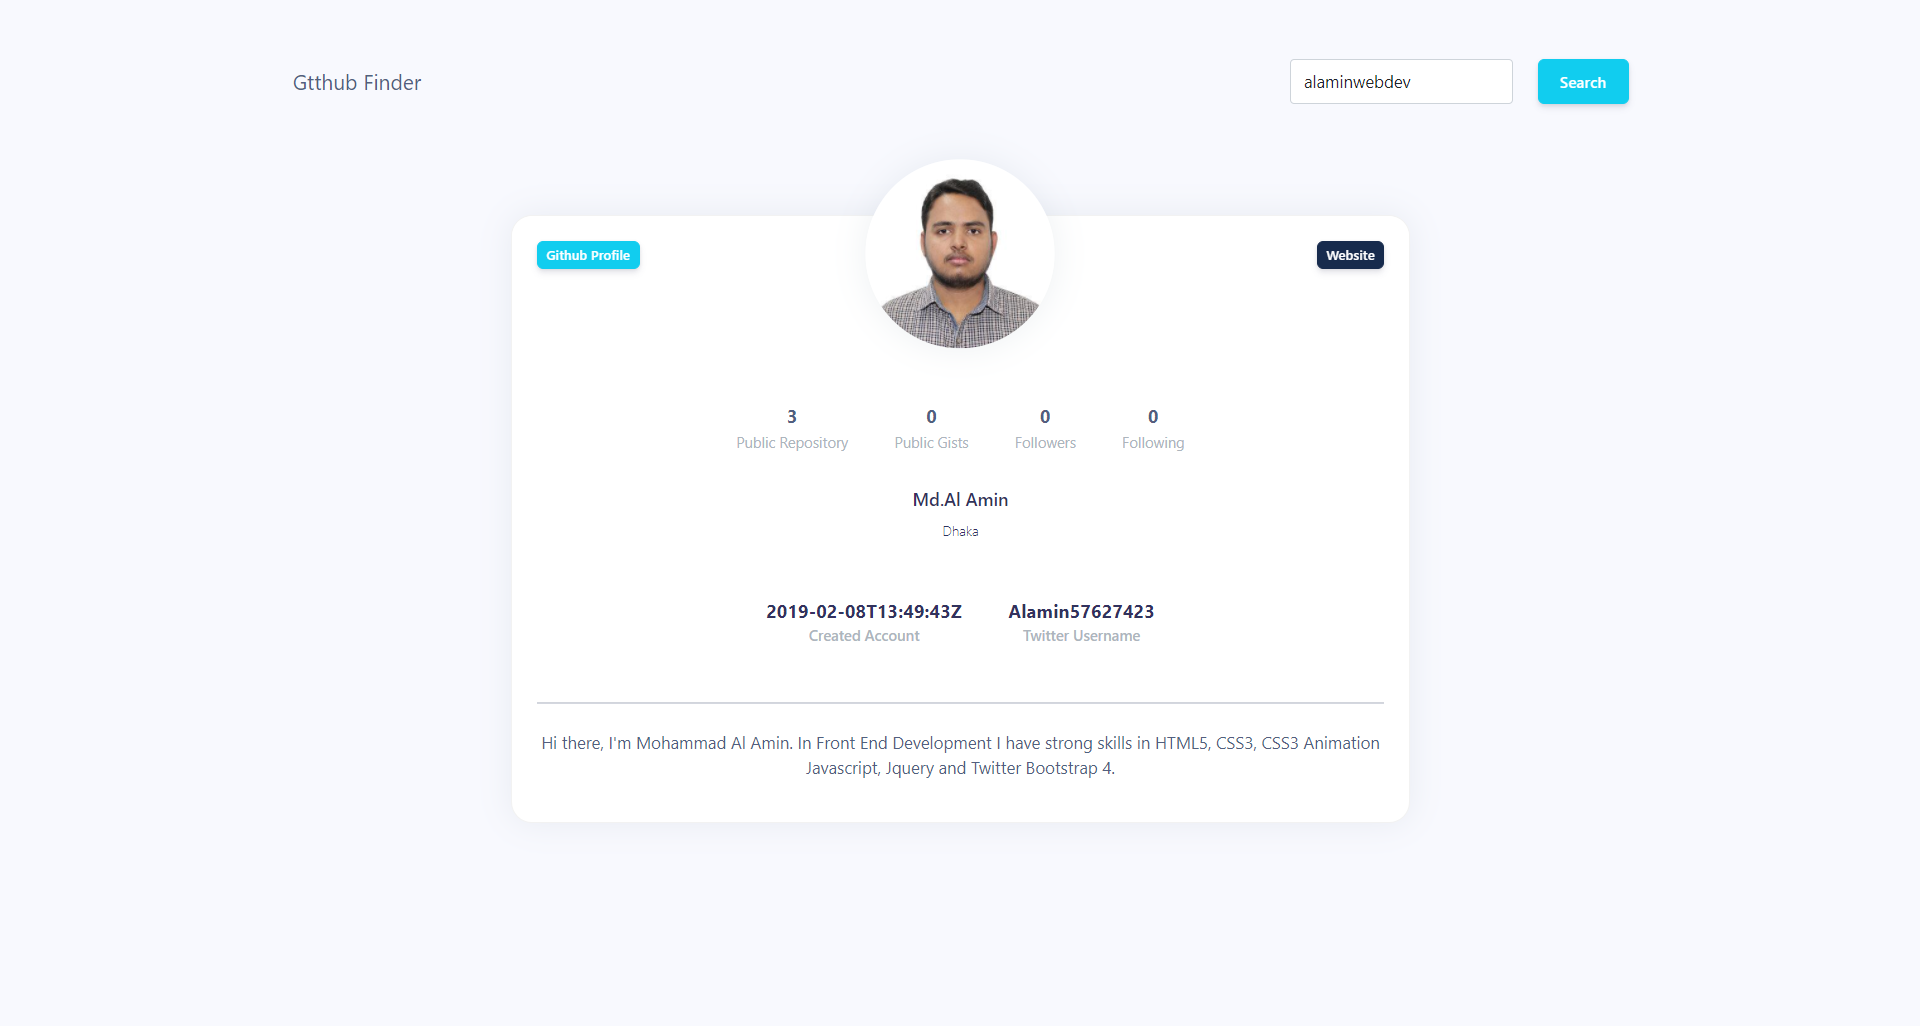 Gtthub Finder
alaminwebdev
Search
Github Profile
Website
3
Public Repository
0
Public Gists
0
Followers
0
Following
Md.Al Amin
Dhaka
2019-02-08T13:49:43Z
Created Account
Alamin57627423
Twitter Username
Hi there, I'm Mohammad Al Amin. In Front End Development I have strong skills in HTML5, CSS3, CSS3 Animation
Javascript, Jquery and Twitter Bootstrap 4.